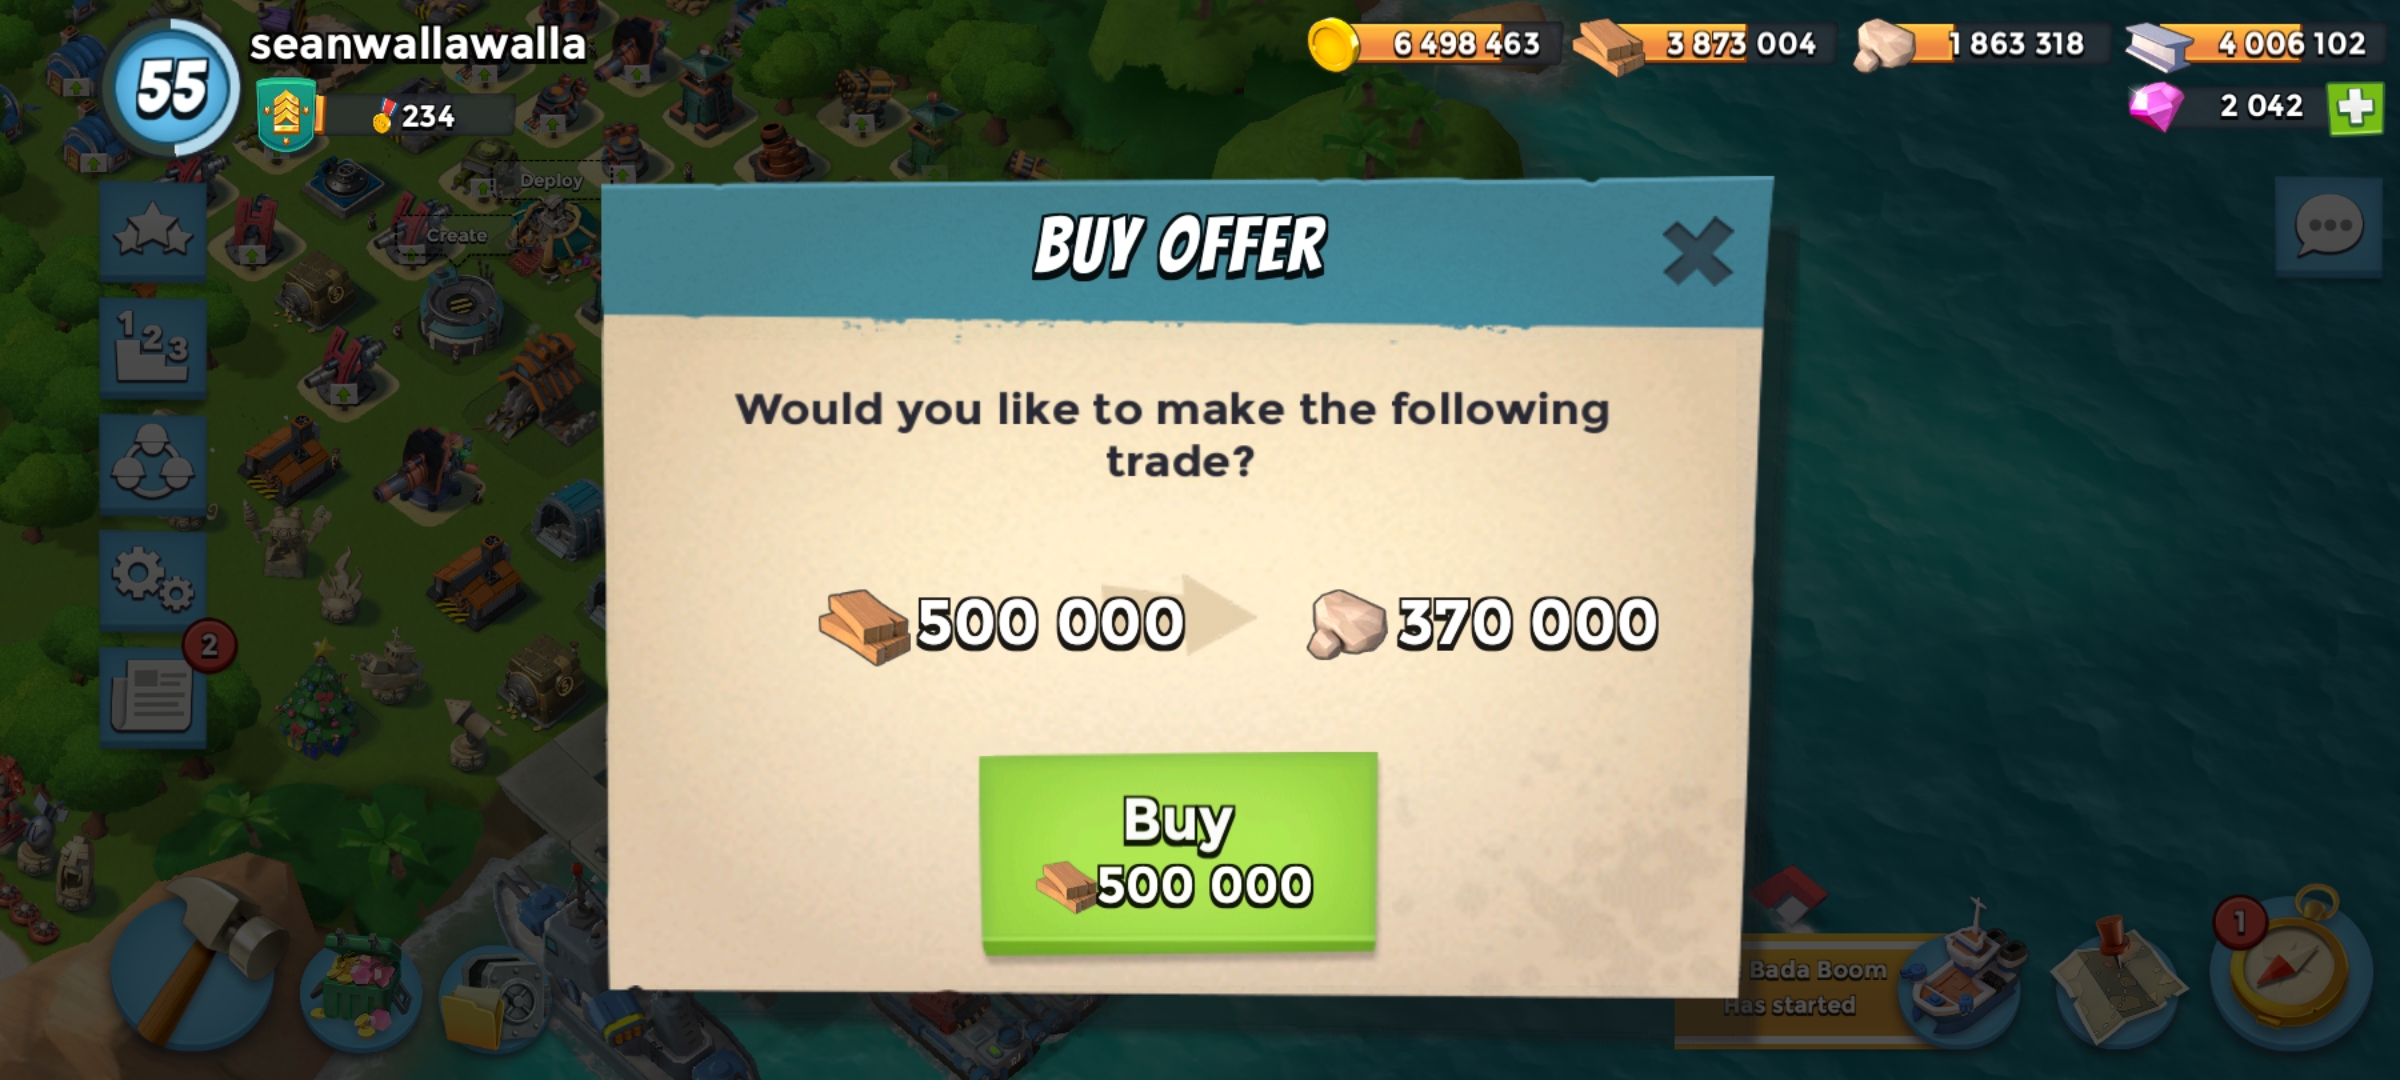 55
seanwallawalla
234
6 498 463
3 873 004
1 863 318
4 006 102
2 042
Deploy
Create
BUY OFFER
1 2 3
Would you like to make the following
trade?
500 000
370 000
2
Buy
500 000
1
Bada Boom
Has started